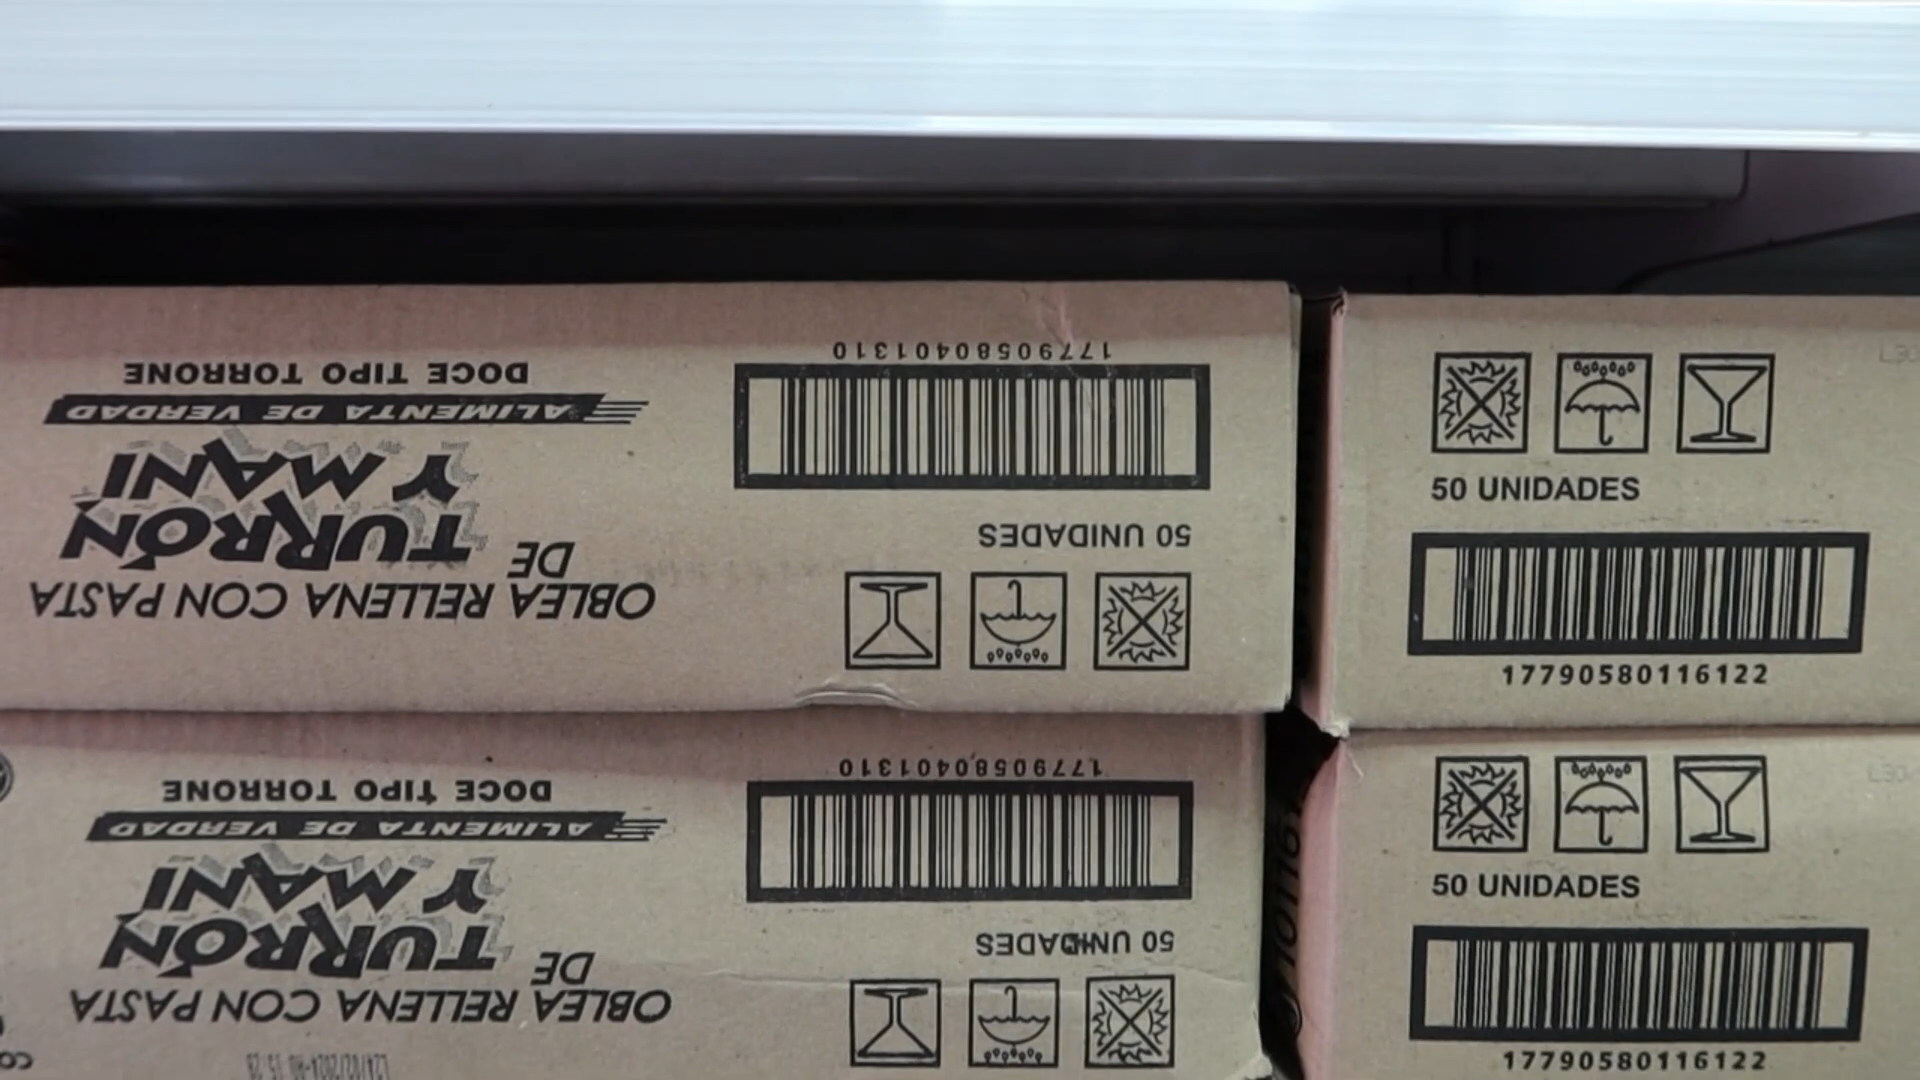 OBLEA RELLENA CON PASTA
DE
TURRÓN
Y MANÍ
ALIMENTA DE VERDAD
DOCE TIPO TORRONE
50 UNIDADES
17790580401310
OBLEA RELLENA CON PASTA
DE
TURRÓN
Y MANÍ
ALIMENTA DE VERDAD
DOCE TIPO TORRONE
50 UNIDADES
17790580401310
50 UNIDADES
17790580116122
50 UNIDADES
17790580116122